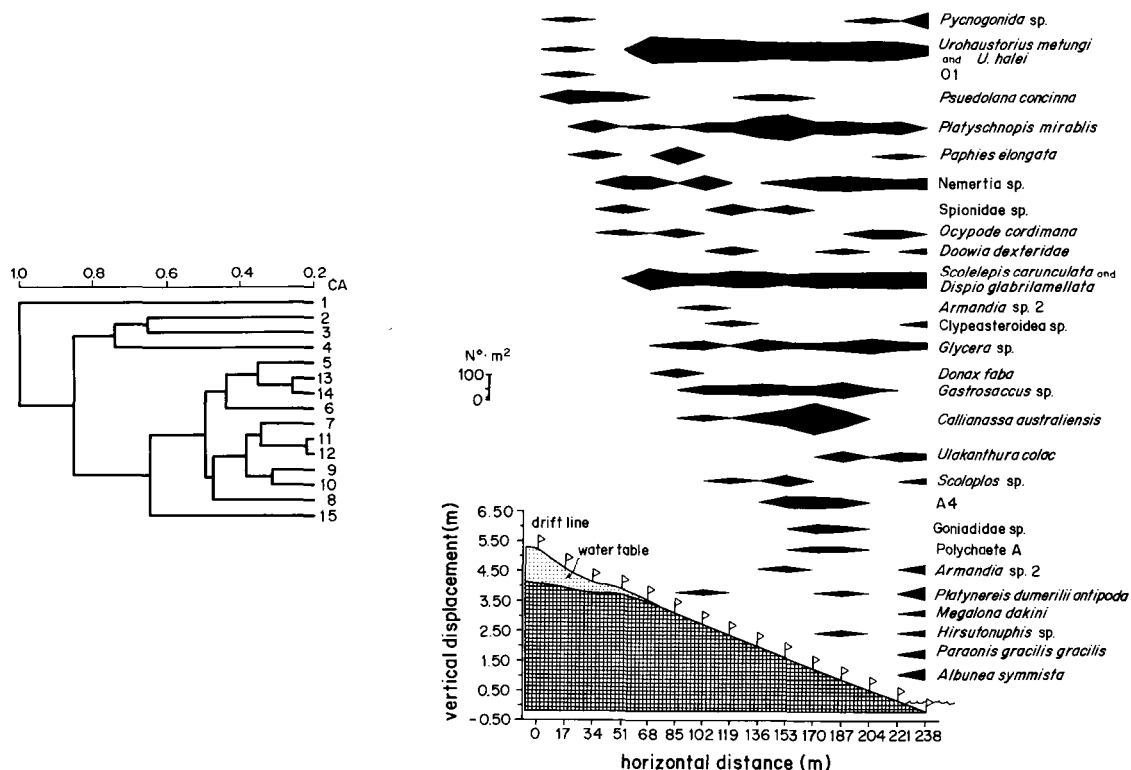 1.0 0.8 0.6 0.4 0.2
CA
1
2
3
4
5
13
14
6
7
11
12
9
10
8
15
Pycnogonida sp.
Urohaustorius metungi
and U. halei
O1
Psuedolana concinna
Platyschnopis mirablis
Paphies elongata
Nemertia sp.
Spionidae sp.
Ocypode cordimana
Doowia dexteridae
Scolelepis carunculata and
Dispio glabrilamellata
Armandia sp. 2
Clypeasteroidea sp.
Glycera sp.
Donax faba
Gastrosaccus sp.
Callianassa australiensis
Ulakanthura colac
Scoloplos sp.
A4
Goniadidae sp.
Polychaete A
Armandia sp. 2
Platynereis dumerilii antipoda
Megalona dakini
Hirsutonuphis sp.
Paraonis gracilis gracilis
Albunea symmista
N°· m²
100
0
vertical displacement (m)
6.50
5.50
4.50
3.50
2.50
1.50
0.50
-0.50
drift line
water table
0 17 34 51 68 85 102 119 136 153 170 187 204 221 238
horizontal distance (m)